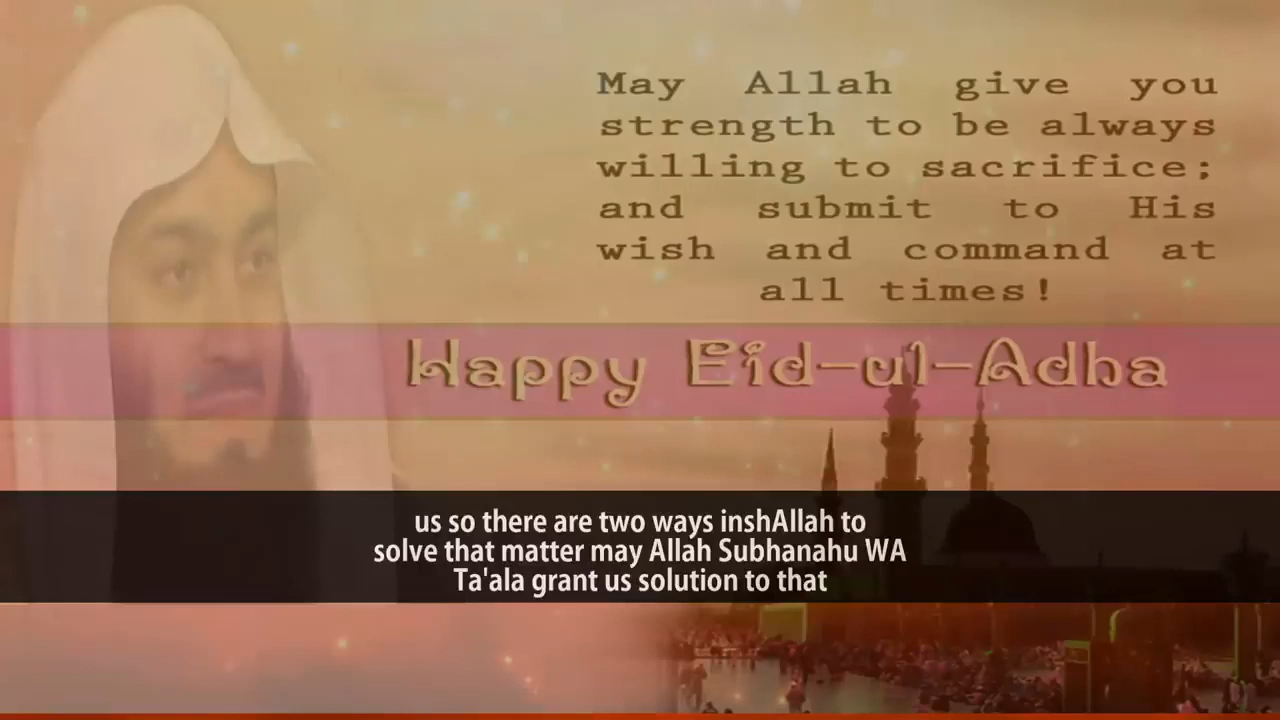 May Allah give you
strength to be always
willing to sacrifice;
and submit to His
wish and command at
all times!
Happy Eid-ul-Adha
us so there are two ways inshAllah to
solve that matter may Allah Subhanahu WA
Ta'ala grant us solution to that